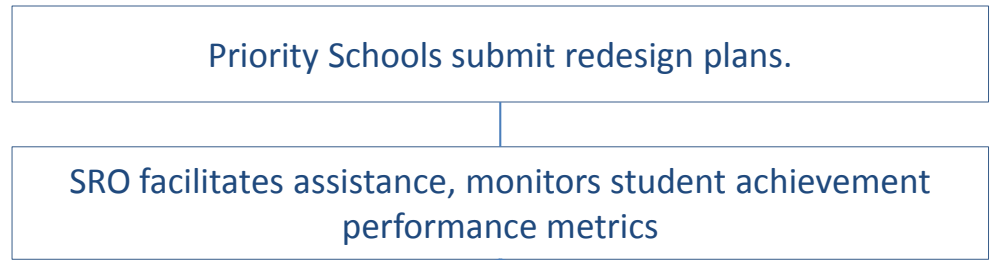 Priority Schools submit redesign plans.
SRO facilitates assistance, monitors student achievement
performance metrics